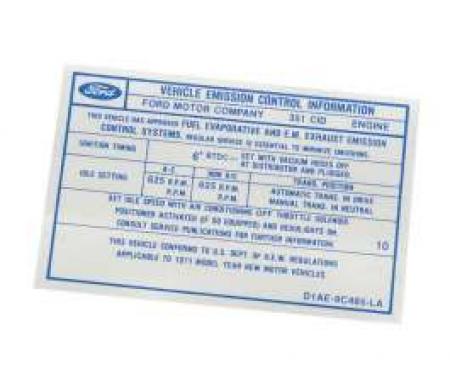 Ford
VEHICLE EMISSION CONTROL INFORMATION
FORD MOTOR COMPANY 351 CID ENGINE
THIS VEHICLE HAS APPROVED FUEL EVAPORATIVE AND E.M. EXHAUST EMISSION
CONTROL SYSTEMS. REGULAR SERVICE IS ESSENTIAL TO MINIMIZE SMOKING.
IGNITION TIMING 6° BTDC— SET WITH VACUUM HOSES OFF
AT DISTRIBUTOR AND PLUGGED.
A-C NON A/C TRANS. POSITION
IDLE SETTING 625 R.P.M. 625 R.P.M. AUTOMATIC TRANS. IN DRIVE
R.P.M. R.P.M. MANUAL TRANS. IN NEUTRAL
SET IDLE SPEED WITH AIR CONDITIONING OFF. THROTTLE SOLENOID
POSITIONER ACTIVATED (IF SO EQUIPPED) AND HEADLIGHTS ON
CONSULT SERVICE PUBLICATIONS FOR FURTHER INFORMATION. 10
THIS VEHICLE CONFORMS TO U.S. DEPT OF H.E.W. REGULATIONS
APPLICABLE TO 1971 MODEL YEAR NEW MOTOR VEHICLES
D1AE-9C485-LA